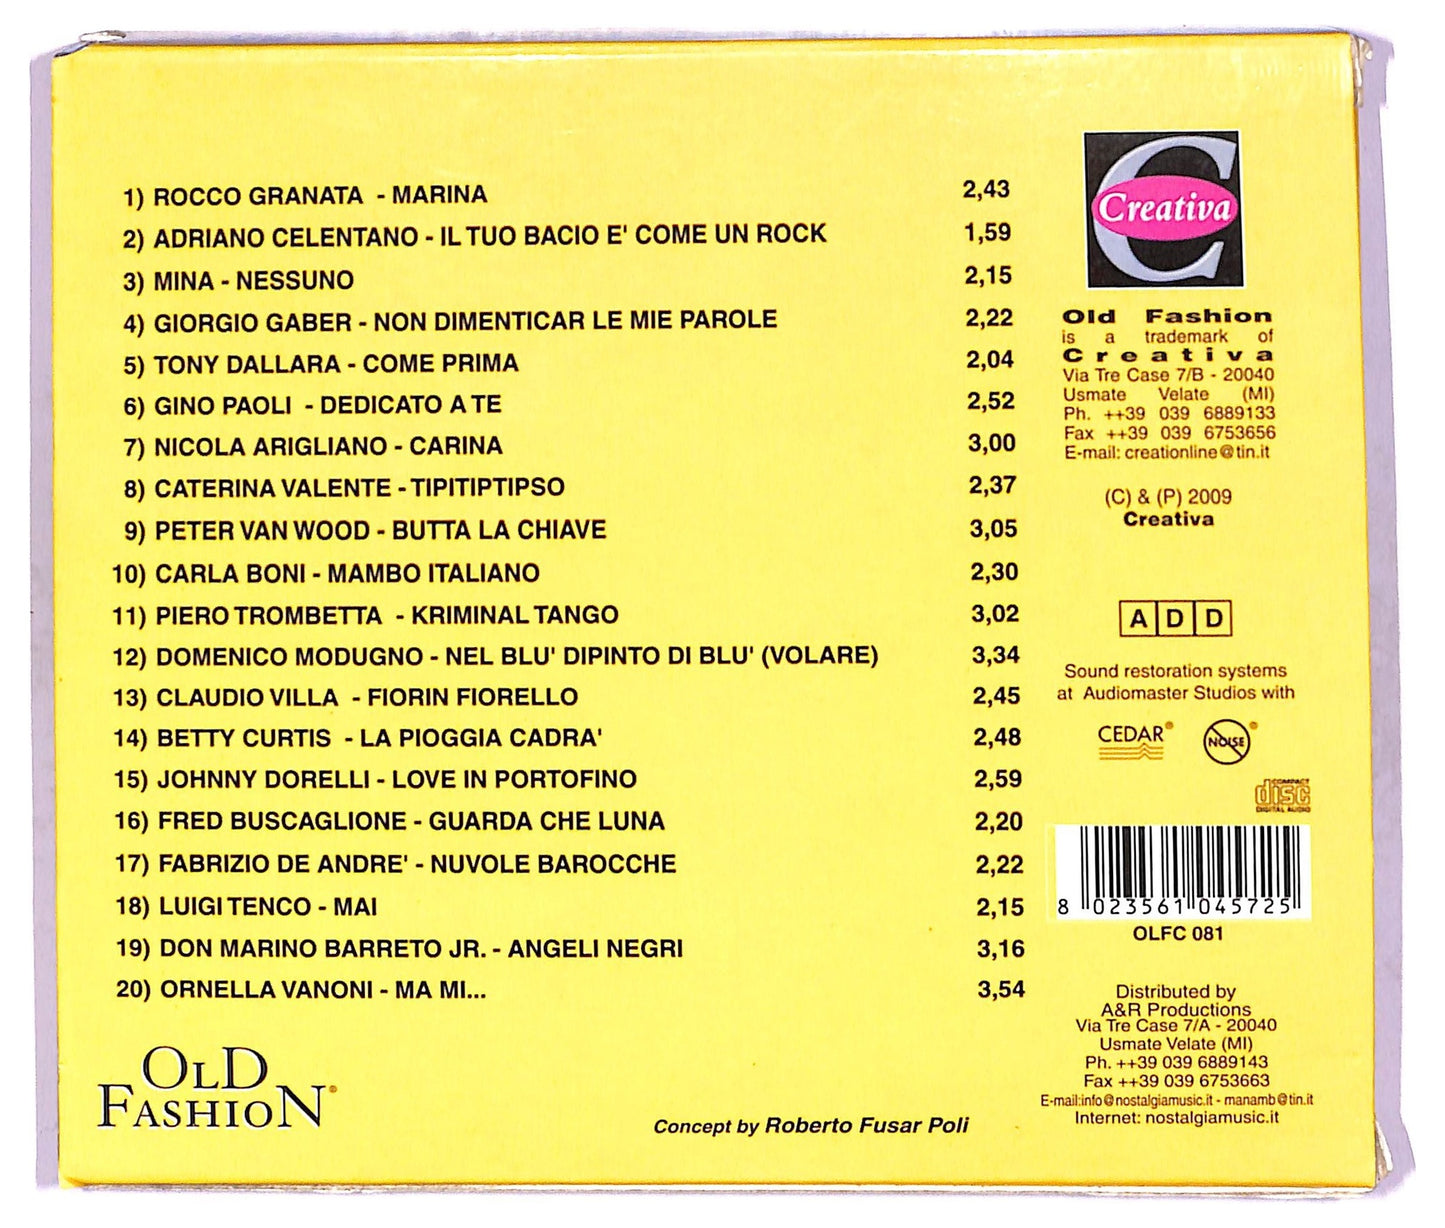 1) ROCCO GRANATA - MARINA 2,43
2) ADRIANO CELENTANO - IL TUO BACIO E' COME UN ROCK 1,59
3) MINA - NESSUNO 2,15
4) GIORGIO GABER - NON DIMENTICAR LE MIE PAROLE 2,22
5) TONY DALLARA - COME PRIMA 2,04
6) GINO PAOLI - DEDICATO A TE 2,52
7) NICOLA ARIGLIANO - CARINA 3,00
8) CATERINA VALENTE - TIPITIPTIPSO 2,37
9) PETER VAN WOOD - BUTTA LA CHIAVE 3,05
10) CARLA BONI - MAMBO ITALIANO 2,30
11) PIERO TROMBETTA - KRIMINAL TANGO 3,02
12) DOMENICO MODUGNO - NEL BLU' DIPINTO DI BLU' (VOLARE) 3,34
13) CLAUDIO VILLA - FIORIN FIORELLO 2,45
14) BETTY CURTIS - LA PIOGGIA CADRA' 2,48
15) JOHNNY DORELLI - LOVE IN PORTOFINO 2,59
16) FRED BUSCAGLIONE - GUARDA CHE LUNA 2,20
17) FABRIZIO DE ANDRE' - NUVOLE BAROCCHE 2,22
18) LUIGI TENCO - MAI 2,15
19) DON MARINO BARRETO JR. - ANGELI NEGRI 3,16
20) ORNELLA VANONI - MA MI... 3,54
OLD
FASHION®
Concept by Roberto Fusar Poli
C
Creativa
Old Fashion
is a trademark of
Creativa
Via Tre Case 7/B - 20040
Usmate Velate (MI)
Ph. ++39 039 6889133
Fax ++39 039 6753656
E-mail: creationline@tin.it
(C) & (P) 2009
Creativa
A D D
Sound restoration systems
at Audiomaster Studios with
CEDAR® NOISE®
COMPACT
disc
DIGITAL AUDIO
8 023561 045725
OLFC 081
Distributed by
A&R Productions
Via Tre Case 7/A - 20040
Usmate Velate (MI)
Ph. ++39 039 6889143
Fax ++39 039 6753663
E-mail:info@nostalgiamusic.it - manamb@tin.it
Internet: nostalgiamusic.it